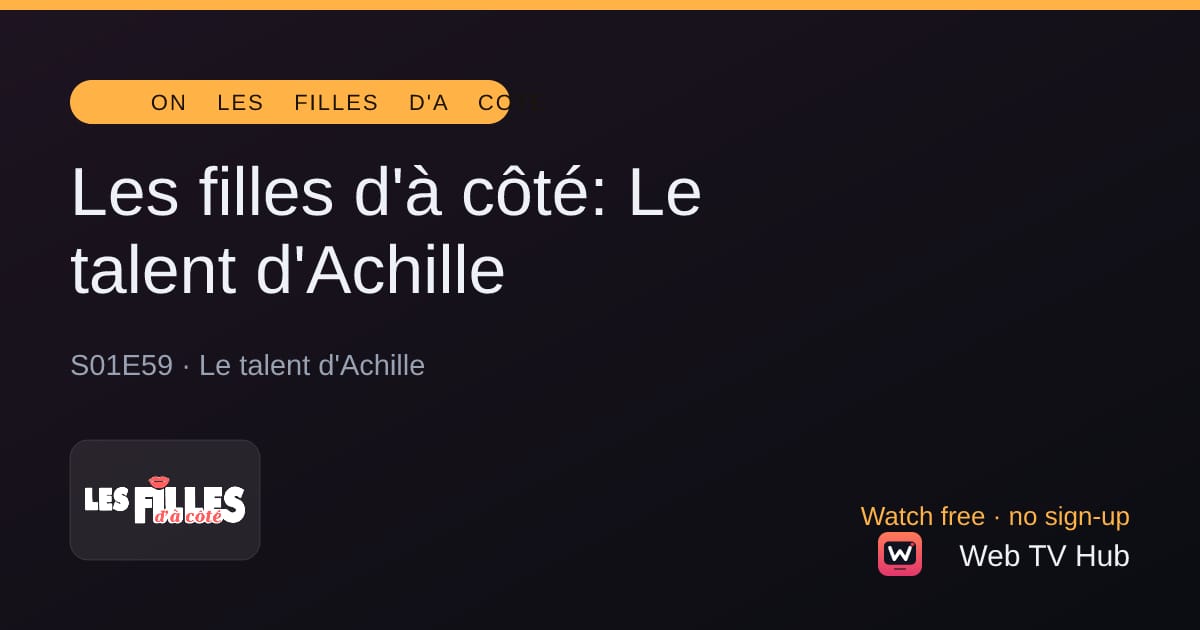 ON LES FILLES D'A CO
Les filles d'à côté: Le
talent d'Achille
S01E59 · Le talent d'Achille
LES FILLES
d'à côté
Watch free · no sign-up
W
Web TV Hub